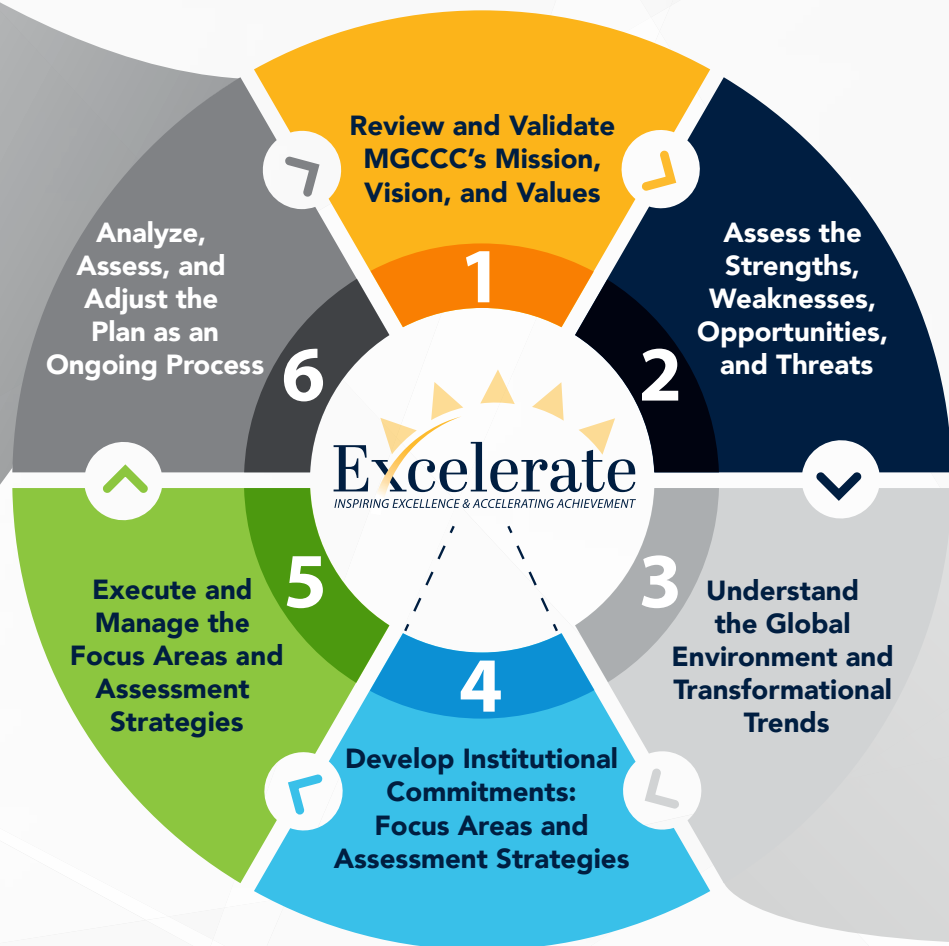 1
Review and Validate
MGCCC's Mission,
Vision, and Values
2
Assess the
Strengths,
Weaknesses,
Opportunities,
and Threats
3
Understand
the Global
Environment and
Transformational
Trends
4
Develop Institutional
Commitments:
Focus Areas and
Assessment Strategies
5
Execute and
Manage the
Focus Areas and
Assessment
Strategies
6
Analyze,
Assess, and
Adjust the
Plan as an
Ongoing Process
Excelerate
INSPIRING EXCELLENCE & ACCELERATING ACHIEVEMENT